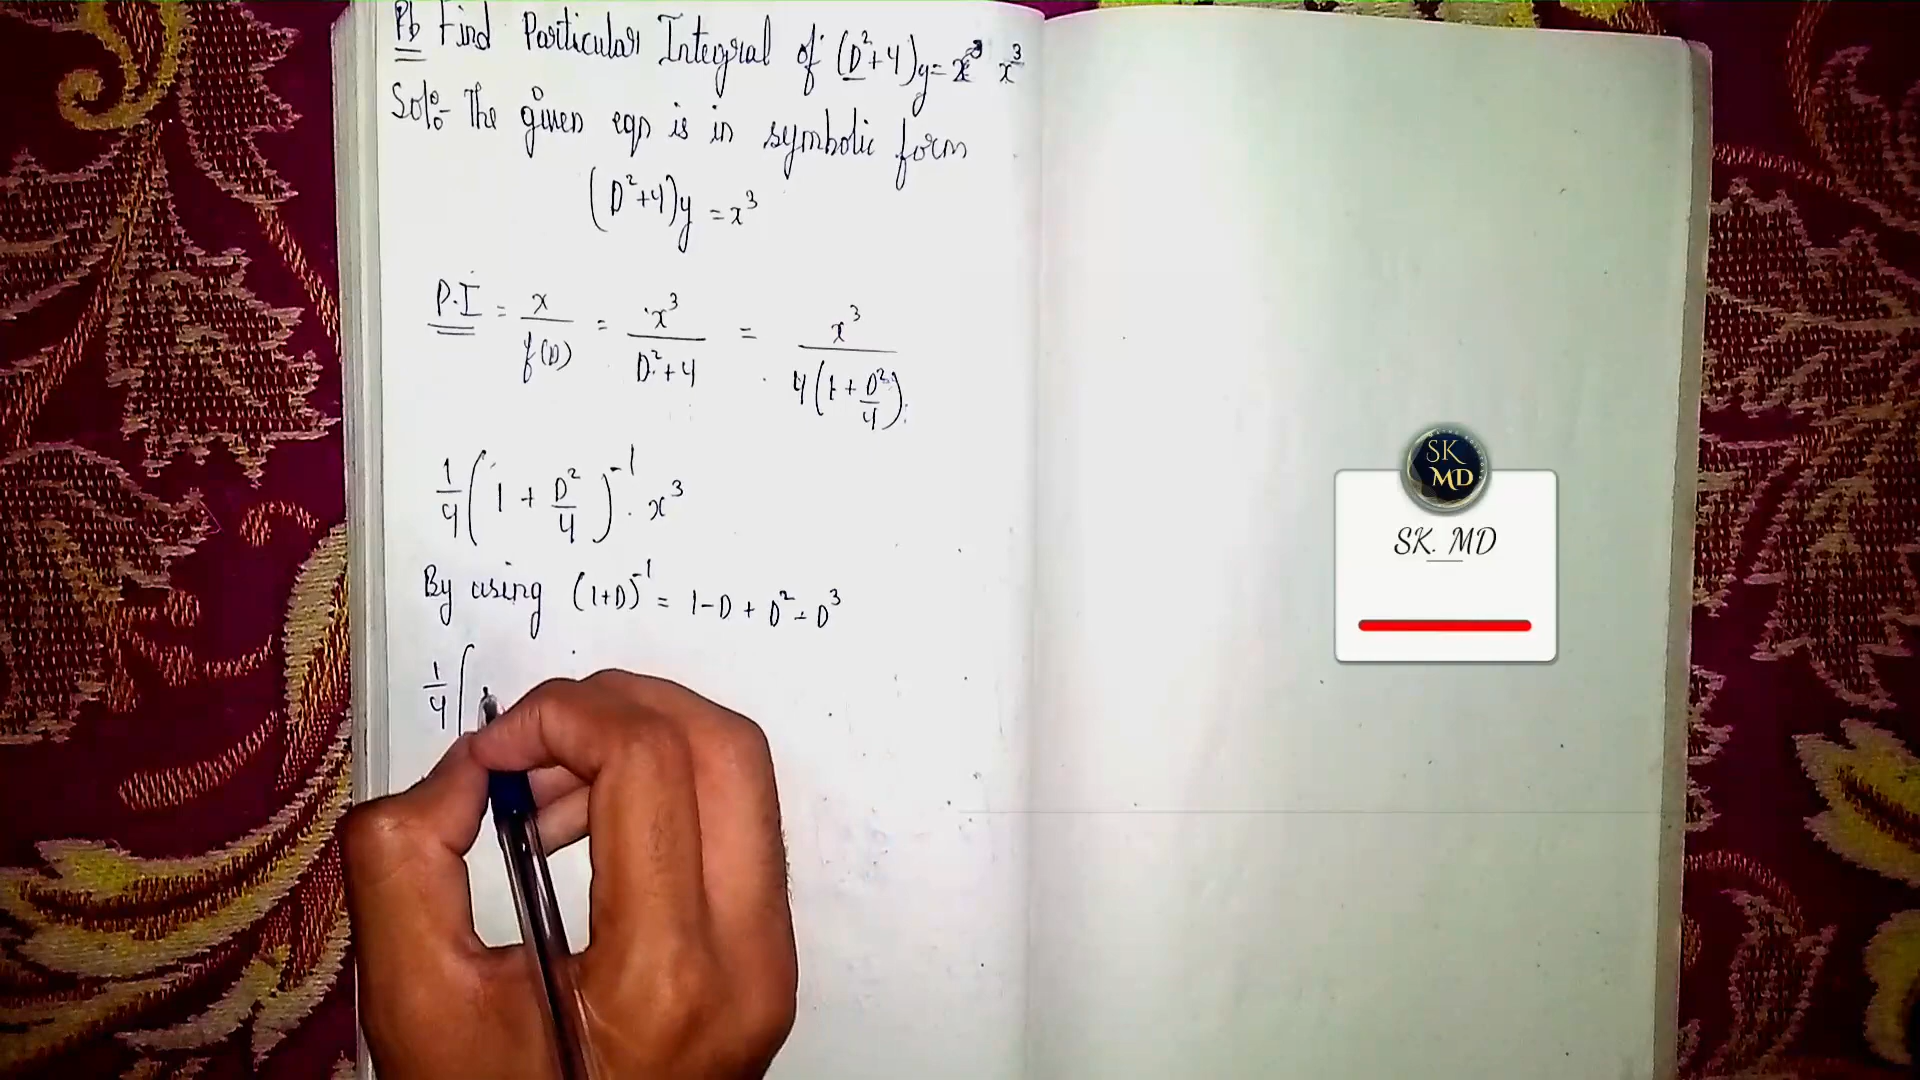 Pb Find Particular Integral of (D²+4)y= x³ x³
Sol:- The given eqn is in symbolic form
(D²+4)y = x³
P.I = x/f(D) = x³/D²+4 = x³/4(1+D²/4)
1/4(1 + D²/4)⁻¹ . x³
By using (1+D)⁻¹ = 1-D + D² - D³
1/4(
SK
MD
SK. MD